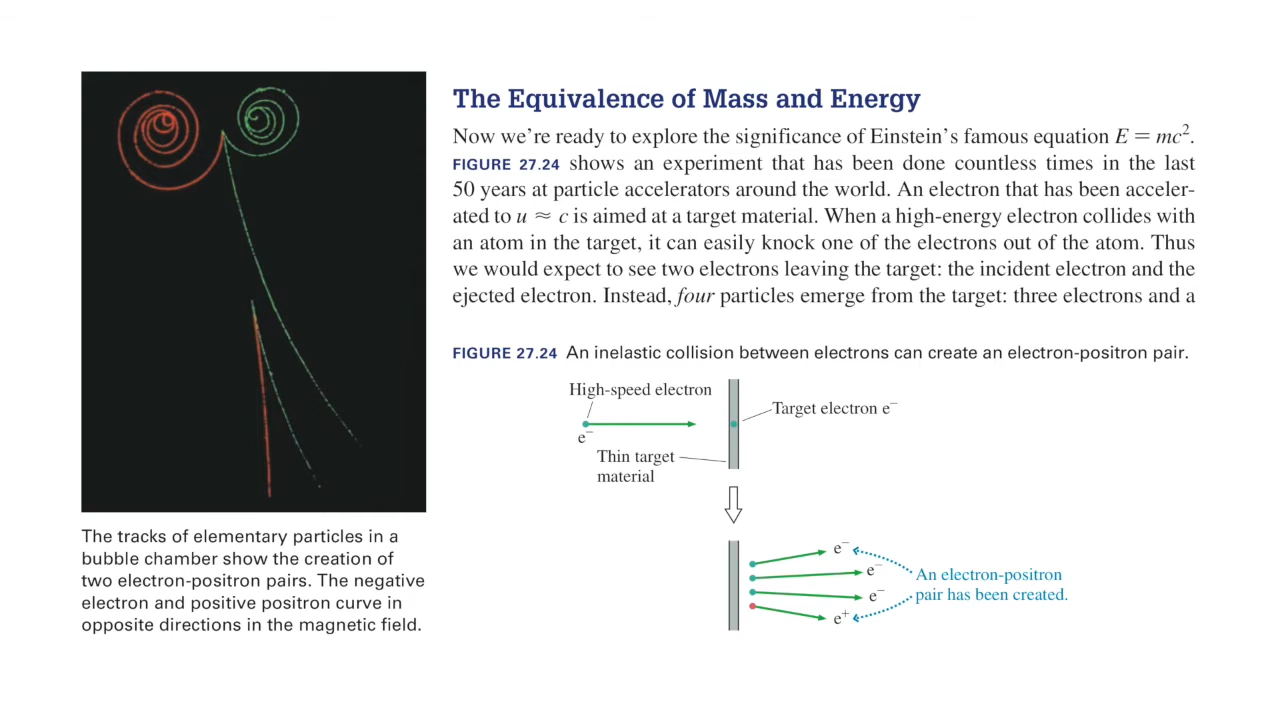 The Equivalence of Mass and Energy
Now we're ready to explore the significance of Einstein's famous equation E = mc².
FIGURE 27.24 shows an experiment that has been done countless times in the last
50 years at particle accelerators around the world. An electron that has been acceler-
ated to u ≈ c is aimed at a target material. When a high-energy electron collides with
an atom in the target, it can easily knock one of the electrons out of the atom. Thus
we would expect to see two electrons leaving the target: the incident electron and the
ejected electron. Instead, four particles emerge from the target: three electrons and a
The tracks of elementary particles in a
bubble chamber show the creation of
two electron-positron pairs. The negative
electron and positive positron curve in
opposite directions in the magnetic field.
FIGURE 27.24 An inelastic collision between electrons can create an electron-positron pair.
High-speed electron
e⁻
Target electron e⁻
Thin target
material
e⁻
e⁻
e⁻
e⁺
An electron-positron
pair has been created.